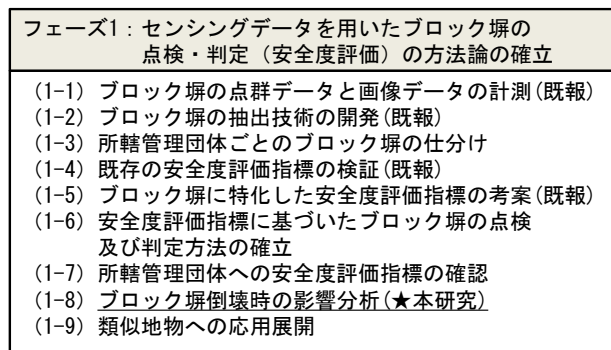 フェーズ1：センシングデータを用いたブロック塀の
点検・判定（安全度評価）の方法論の確立
（1-1）ブロック塀の点群データと画像データの計測(既報)
（1-2）ブロック塀の抽出技術の開発(既報)
（1-3）所轄管理団体ごとのブロック塀の仕分け
（1-4）既存の安全度評価指標の検証(既報)
（1-5）ブロック塀に特化した安全度評価指標の考案(既報)
（1-6）安全度評価指標に基づいたブロック塀の点検
及び判定方法の確立
（1-7）所轄管理団体への安全度評価指標の確認
（1-8）ブロック塀倒壊時の影響分析(★本研究)
（1-9）類似地物への応用展開